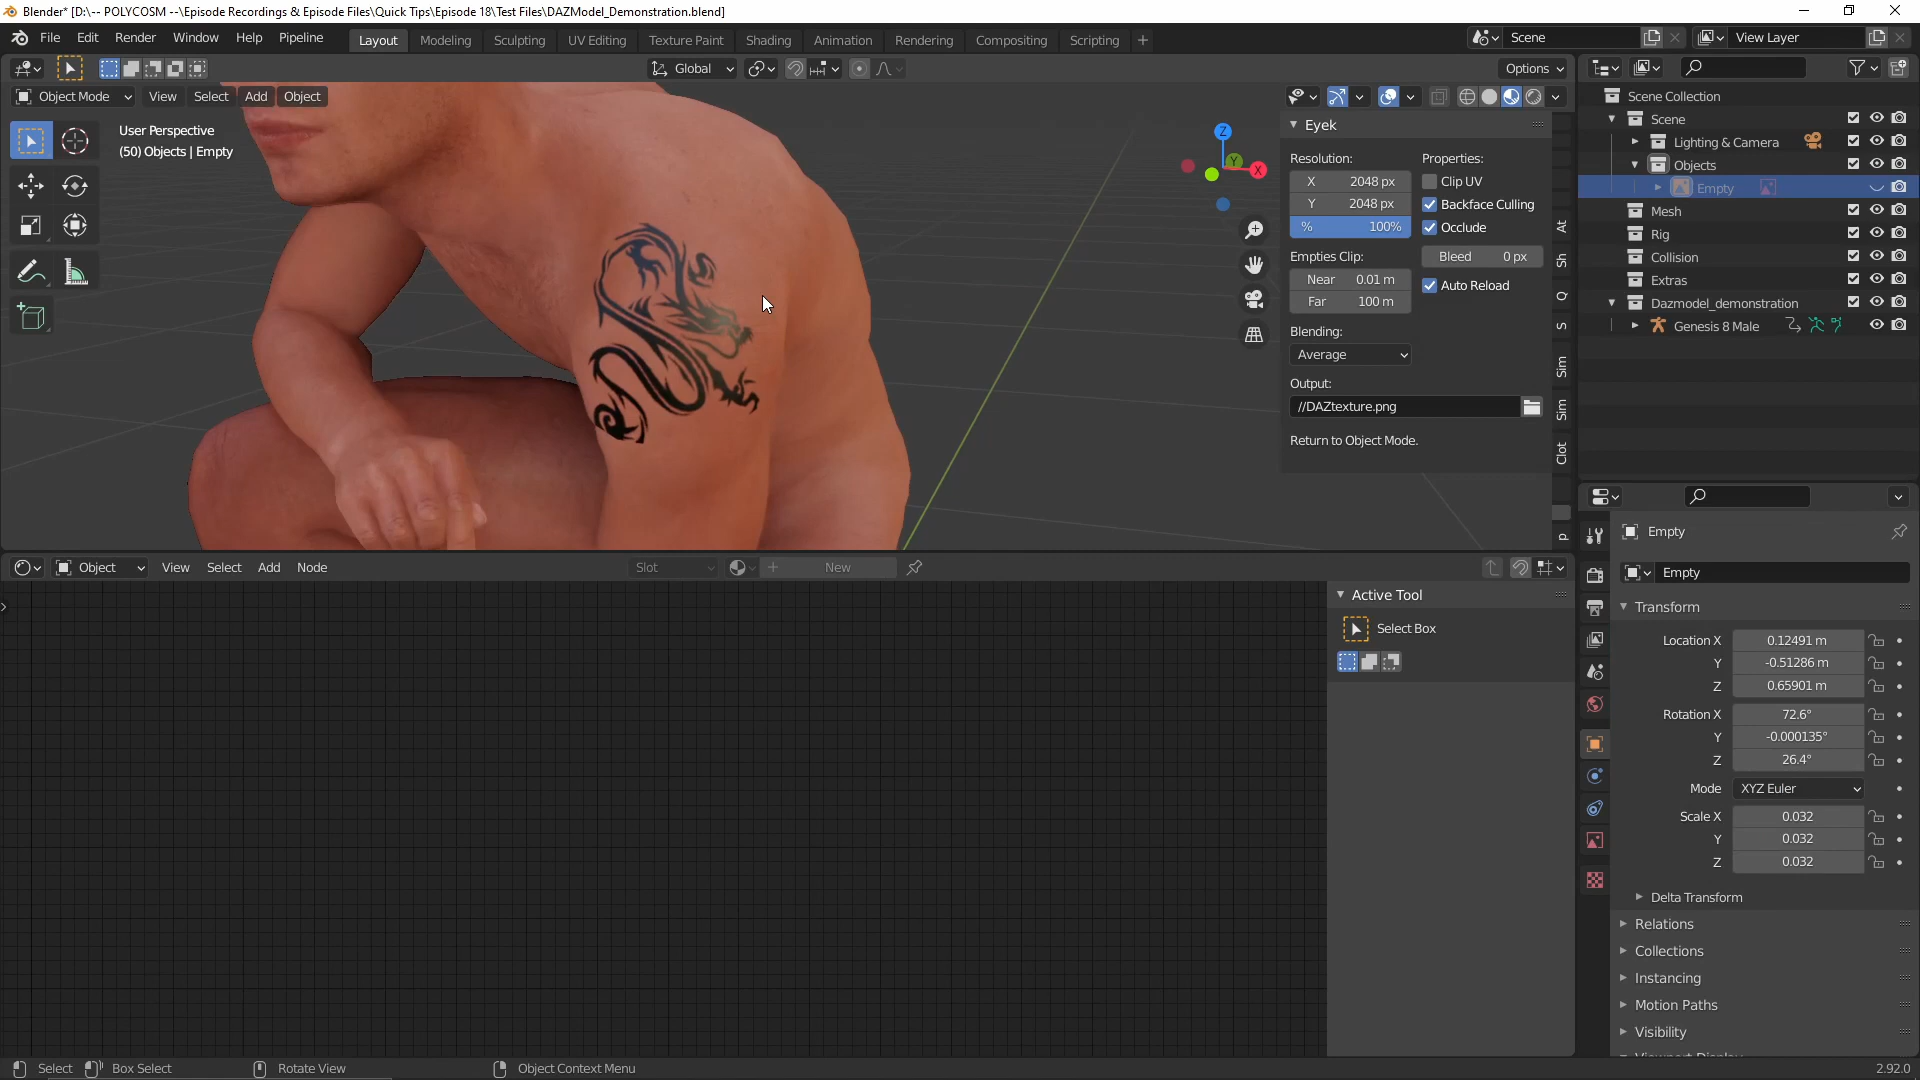 Blender* [D:\-- POLYCOSM --\Episode Recordings & Episode Files\Quick Tips\Episode 18\Test Files\DAZModel_Demonstration.blend]
File Edit Render Window Help Pipeline Layout Modeling Sculpting UV Editing Texture Paint Shading Animation Rendering Compositing Scripting + Scene View Layer
Global Options
Object Mode View Select Add Object
User Perspective
(50) Objects | Empty
Z Y X
Eyek
Resolution: Properties:
X 2048 px Clip UV
Y 2048 px Backface Culling
% 100% Occlude
Empties Clip: Bleed 0 px
Near 0.01 m Auto Reload
Far 100 m
Blending:
Average
Output:
//DAZtexture.png
Return to Object Mode.
At
Sh
Q
S
Sim
Sim
Clot
p
Scene Collection
Scene
Lighting & Camera
Objects
Empty
Mesh
Rig
Collision
Extras
Dazmodel_demonstration
Genesis 8 Male
Object View Select Add Node Slot New
Active Tool
Select Box
Empty
Empty
Transform
Location X 0.12491 m
Y -0.51286 m
Z 0.65901 m
Rotation X 72.6°
Y -0.000135°
Z 26.4°
Mode XYZ Euler
Scale X 0.032
Y 0.032
Z 0.032
Delta Transform
Relations
Collections
Instancing
Motion Paths
Visibility
Viewport Display
Select Box Select Rotate View Object Context Menu 2.92.0